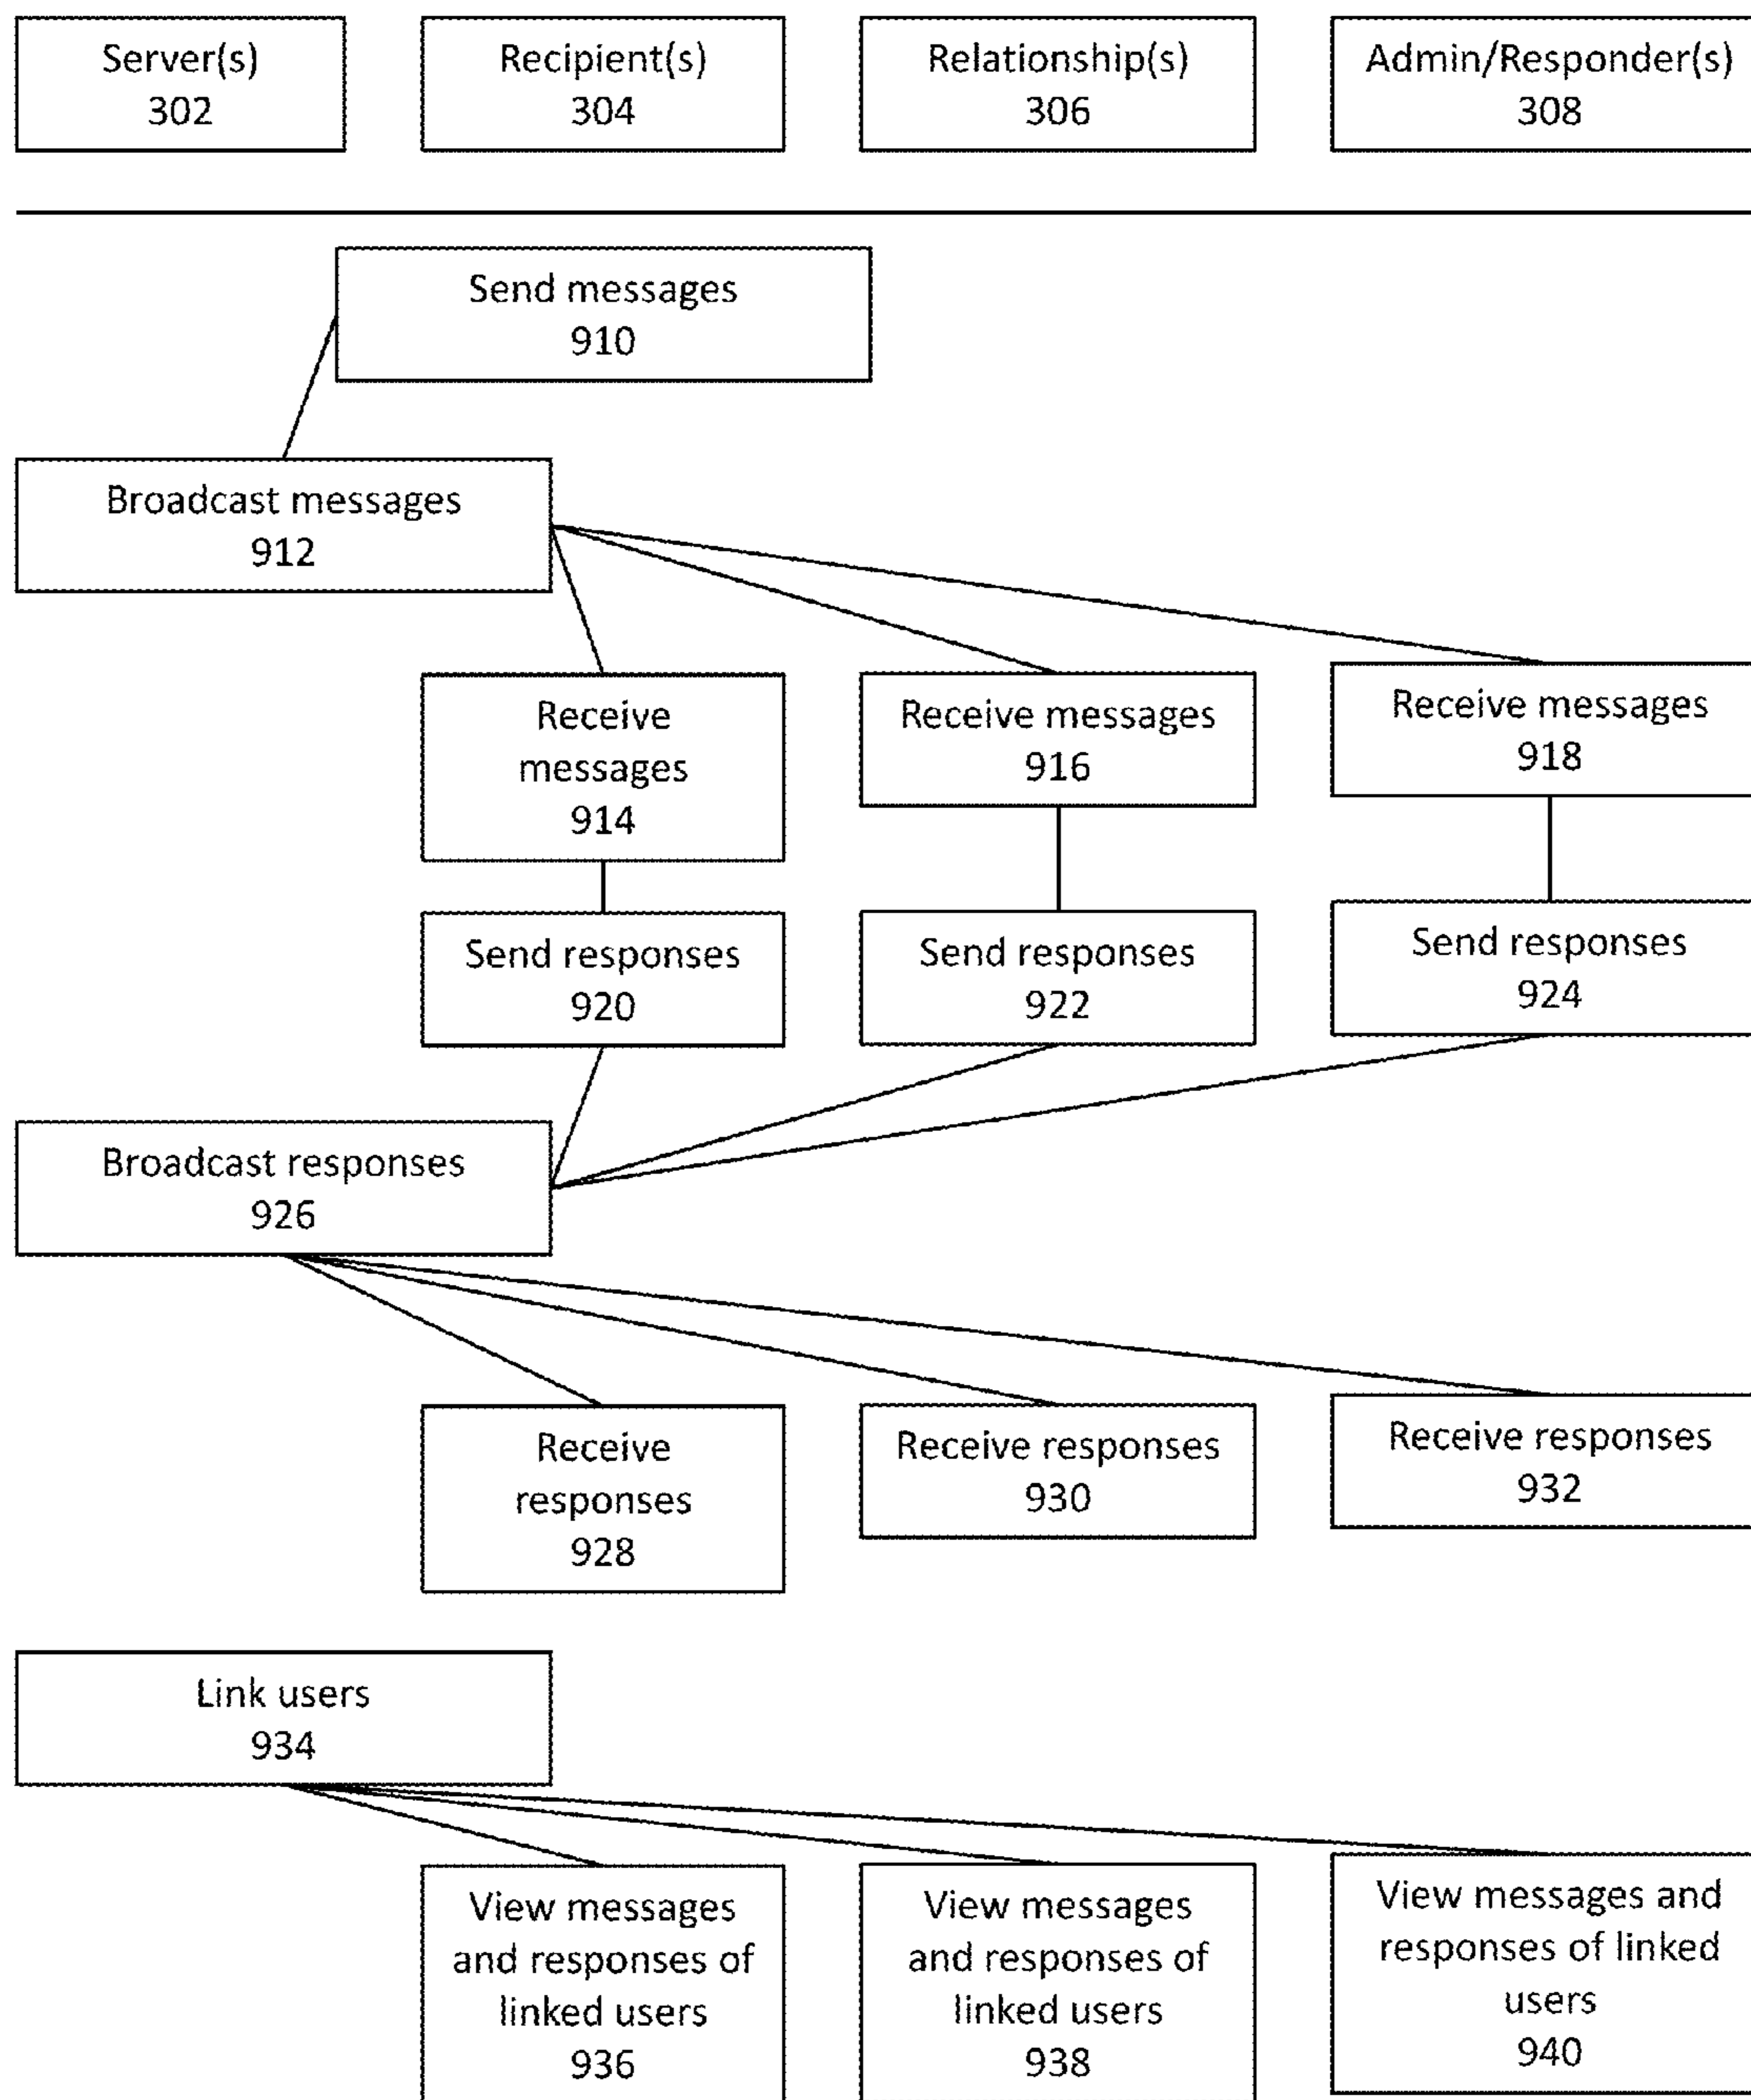 Server(s)
302
Recipient(s)
304
Relationship(s)
306
Admin/Responder(s)
308
Send messages
910
Broadcast messages
912
Receive
messages
914
Receive messages
916
Receive messages
918
Send responses
920
Send responses
922
Send responses
924
Broadcast responses
926
Receive
responses
928
Receive responses
930
Receive responses
932
Link users
934
View messages
and responses of
linked users
936
View messages
and responses of
linked users
938
View messages and
responses of linked
users
940